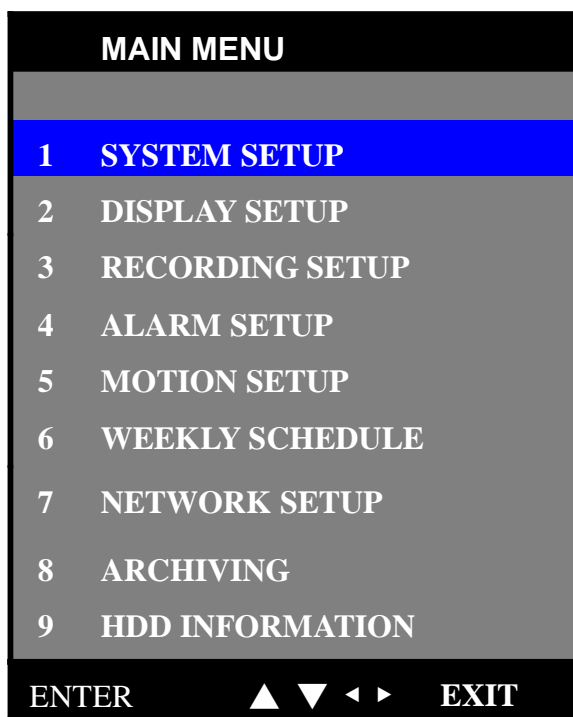 MAIN MENU
1 SYSTEM SETUP
2 DISPLAY SETUP
3 RECORDING SETUP
4 ALARM SETUP
5 MOTION SETUP
6 WEEKLY SCHEDULE
7 NETWORK SETUP
8 ARCHIVING
9 HDD INFORMATION
ENTER ▲ ▼ ◄ ► EXIT